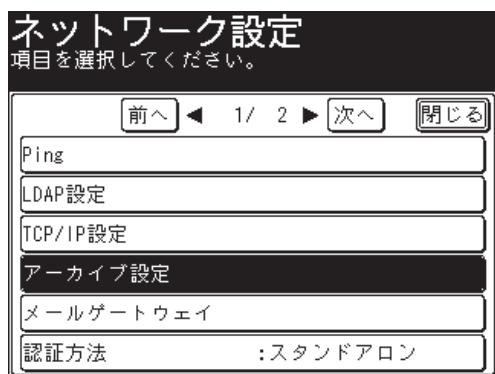 ネットワーク設定
項目を選択してください。
前へ ◀ 1/ 2 ▶ 次へ 閉じる
Ping
LDAP設定
TCP/IP設定
アーカイブ設定
メールゲートウェイ
認証方法 :スタンドアロン